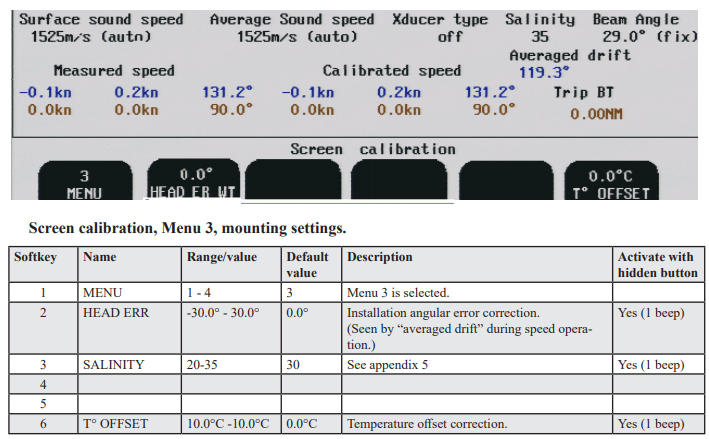 Surface sound speed Average Sound speed Xducer type Salinity Beam Angle
1525m/s (auto) 1525m/s (auto) off 35 29.0° (fix)
Averaged drift
Measured speed Calibrated speed 119.3°
-0.1kn 0.2kn 131.2° -0.1kn 0.2kn 131.2° Trip BT
0.0kn 0.0kn 90.0° 0.0kn 0.0kn 90.0° 0.00NM
Screen calibration
3 0.0° 0.0°C
MENU HEAD ER WT T° OFFSET
Screen calibration, Menu 3, mounting settings.
Softkey Name Range/value Default value Description Activate with hidden button
1 MENU 1 - 4 3 Menu 3 is selected.
2 HEAD ERR -30.0° - 30.0° 0.0° Installation angular error correction. Yes (1 beep)
(Seen by “averaged drift” during speed opera-
tion.)
3 SALINITY 20-35 30 See appendix 5 Yes (1 beep)
4
5
6 T° OFFSET 10.0°C -10.0°C 0.0°C Temperature offset correction. Yes (1 beep)